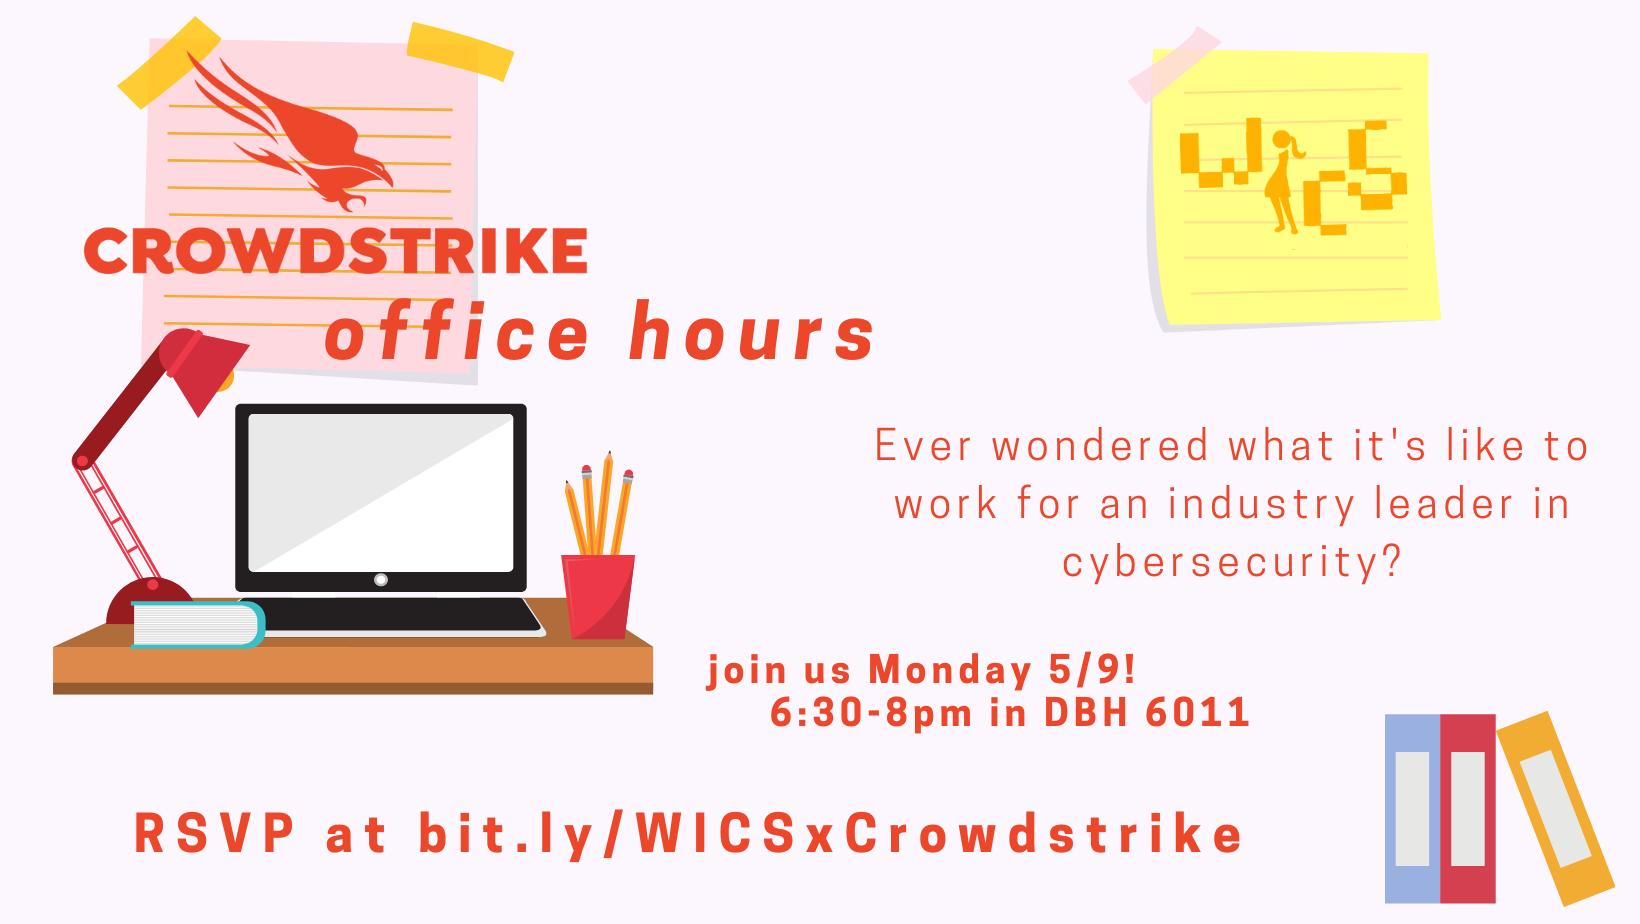 CROWDSTRIKE
office hours
WiCS
Ever wondered what it's like to
work for an industry leader in
cybersecurity?
join us Monday 5/9!
6:30-8pm in DBH 6011
RSVP at bit.ly/WICSxCrowdstrike